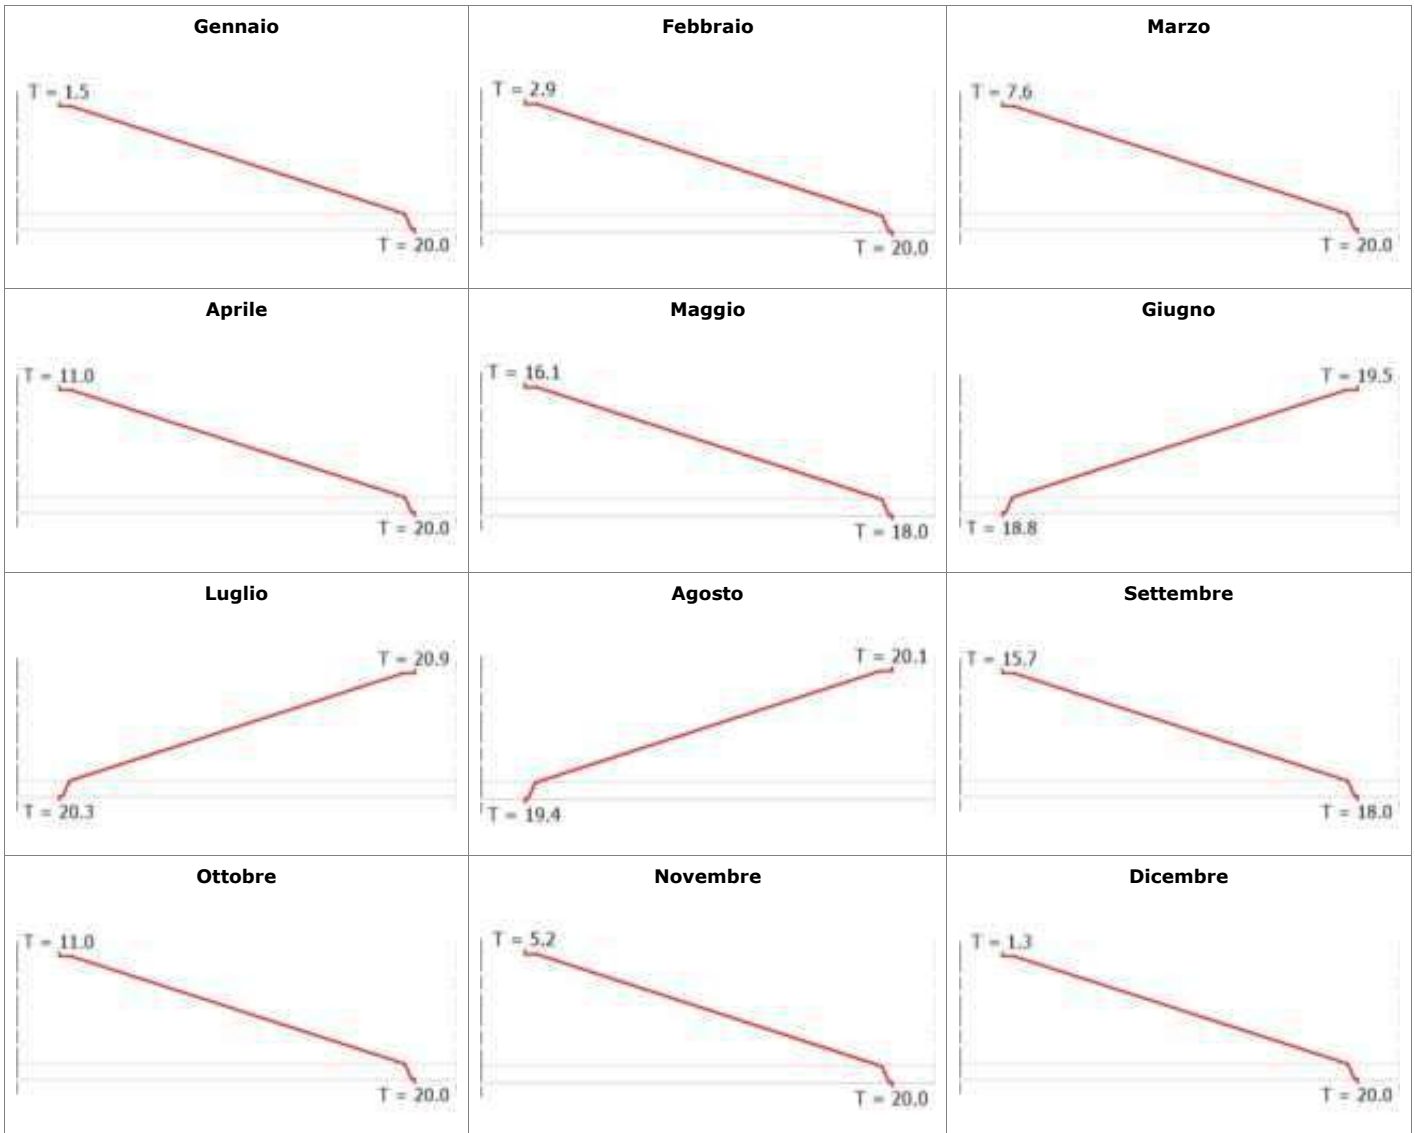 Gennaio
T = 1.5
T = 20.0
Febbraio
T = 2.9
T = 20.0
Marzo
T = 7.6
T = 20.0
Aprile
T = 11.0
T = 20.0
Maggio
T = 16.1
T = 18.0
Giugno
T = 19.5
T = 18.8
Luglio
T = 20.9
T = 20.3
Agosto
T = 20.1
T = 19.4
Settembre
T = 15.7
T = 18.0
Ottobre
T = 11.0
T = 20.0
Novembre
T = 5.2
T = 20.0
Dicembre
T = 1.3
T = 20.0